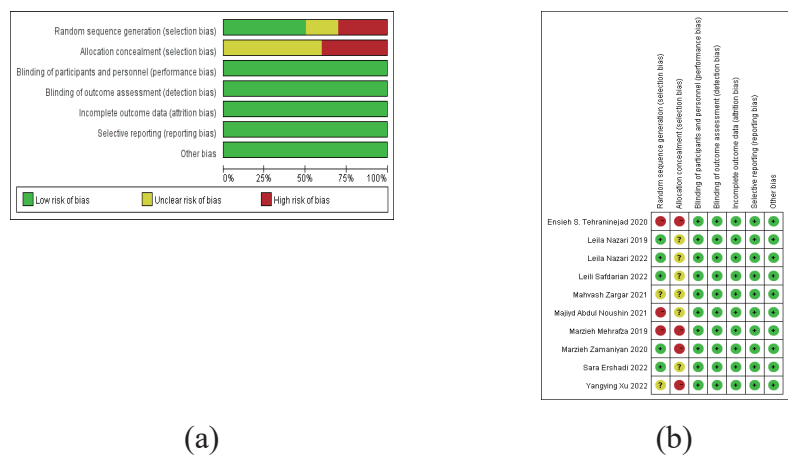 Random sequence generation (selection bias)
Allocation concealment (selection bias)
Blinding of participants and personnel (performance bias)
Blinding of outcome assessment (detection bias)
Incomplete outcome data (attrition bias)
Selective reporting (reporting bias)
Other bias
0% 25% 50% 75% 100%
Low risk of bias Unclear risk of bias High risk of bias
(a)
Random sequence generation (selection bias)
Allocation concealment (selection bias)
Blinding of participants and personnel (performance bias)
Blinding of outcome assessment (detection bias)
Incomplete outcome data (attrition bias)
Selective reporting (reporting bias)
Other bias
Ensieh S. Tehraninejad 2020 - - + + + + +
Leila Nazari 2019 + ? + + + + +
Leila Nazari 2022 + ? + + + + +
Leili Safdarian 2022 + ? + + + + +
Mahvash Zargar 2021 ? ? + + + + +
Majiyd Abdul Noushin 2021 - ? + + + + +
Marzieh Mehrafza 2019 - - + + + + +
Marzieh Zamaniyan 2020 + - + + + + +
Sara Ershadi 2022 + ? + + + + +
Yangying Xu 2022 ? - + + + + +
(b)